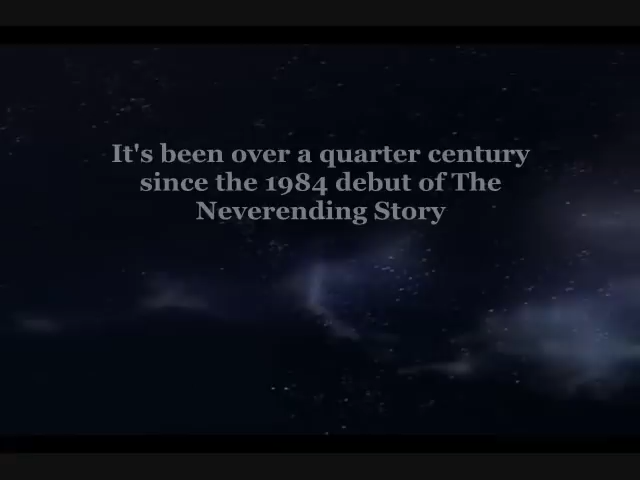 It's been over a quarter century
since the 1984 debut of The
Neverending Story